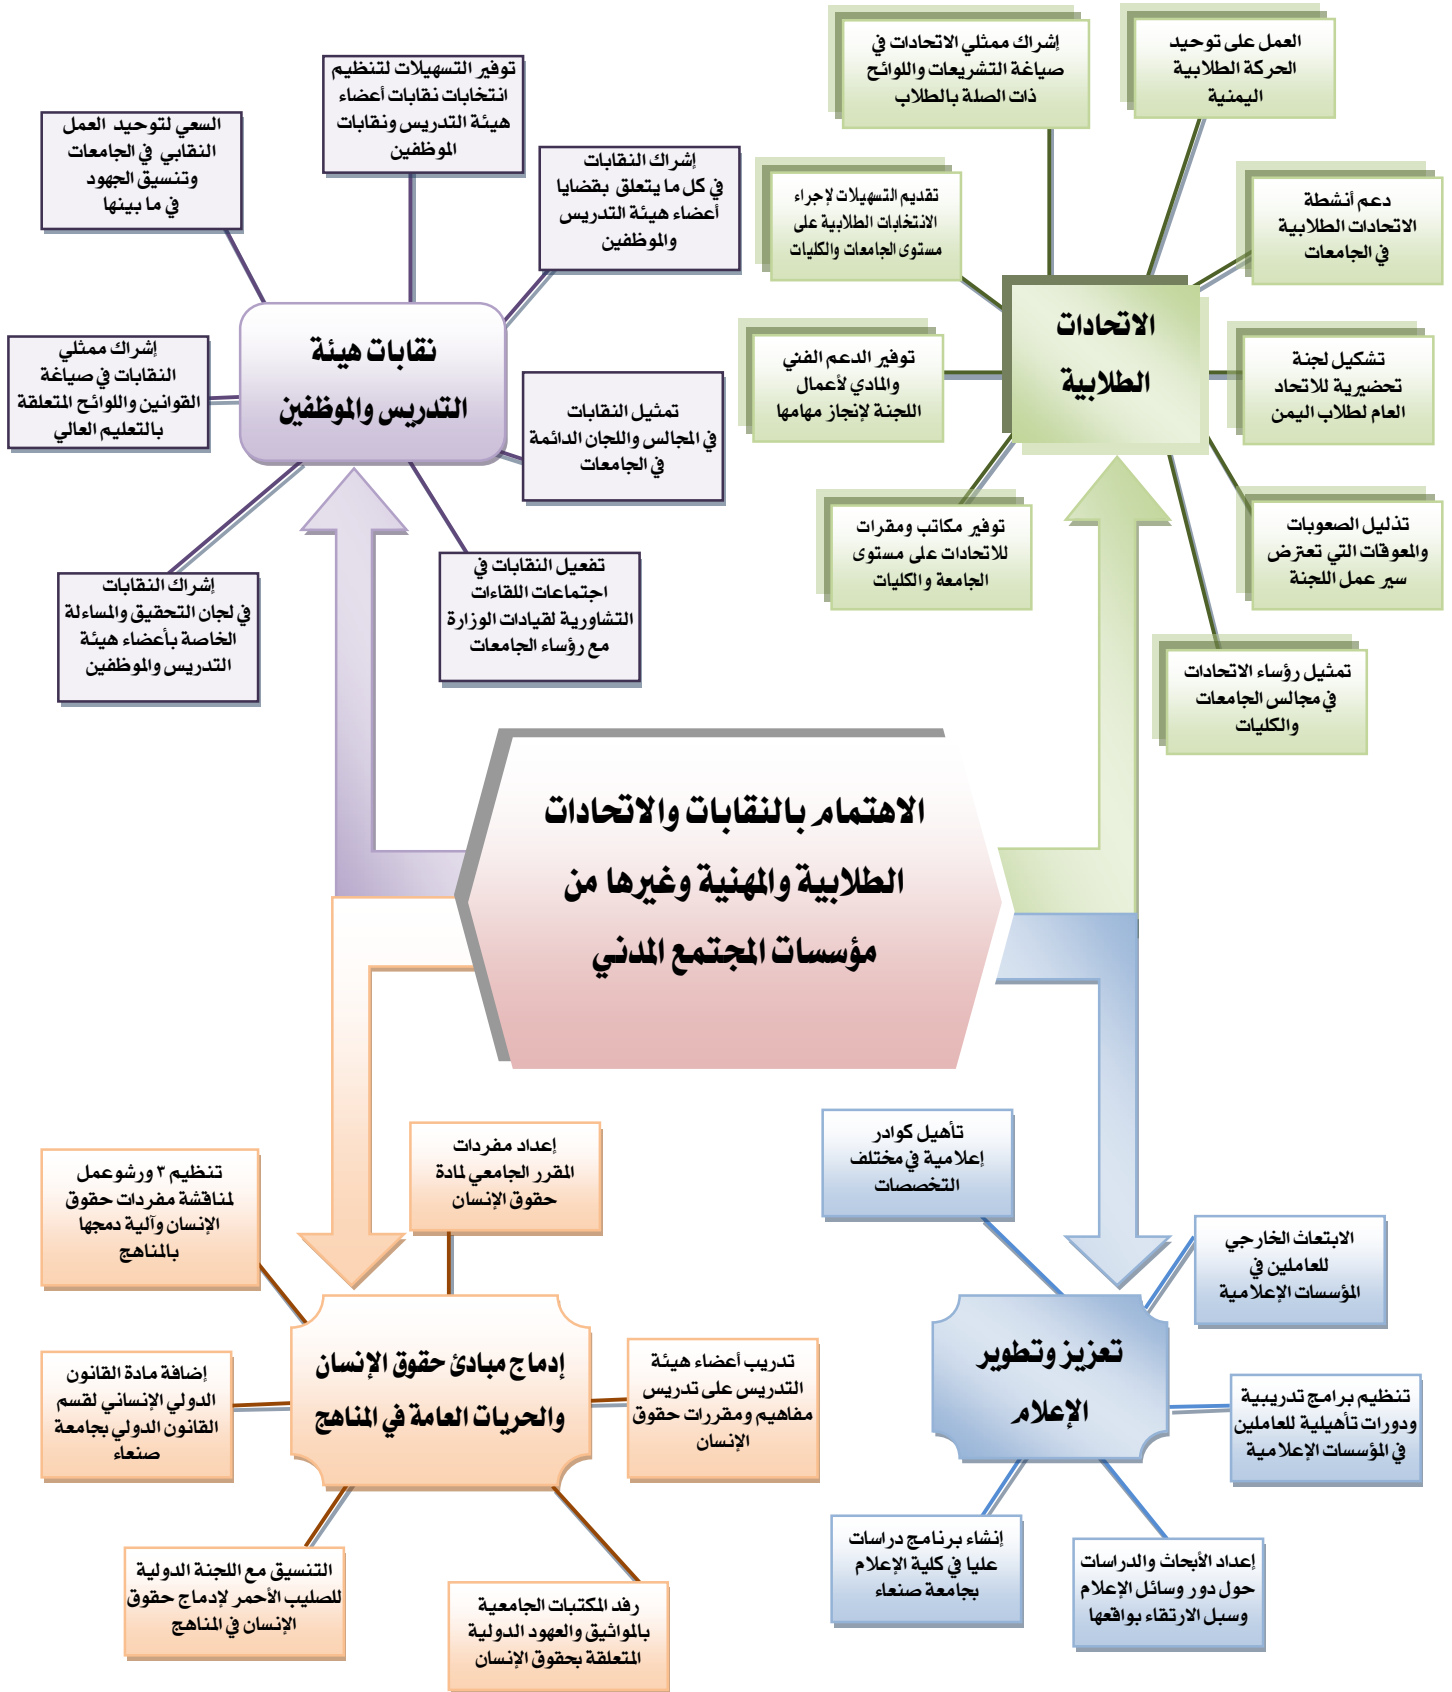 الاهتمام بالنقابات والاتحادات
الطلابية والمهنية وغيرها من
مؤسسات المجتمع المدني
الاتحادات
الطلابية
العمل على توحيد
الحركة الطلابية
اليمنية
إشراك ممثلي الاتحادات في
صياغة التشريعات واللوائح
ذات الصلة بالطلاب
دعم أنشطة
الاتحادات الطلابية
في الجامعات
تقديم التسهيلات لإجراء
الانتخابات الطلابية على
مستوى الجامعات والكليات
تشكيل لجنة
تحضيرية للاتحاد
العام لطلاب اليمن
توفير الدعم الفني
والمادي لأعمال
اللجنة لإنجاز مهامها
تذليل الصعوبات
والمعوقات التي تعترض
سير عمل اللجنة
توفير مكاتب ومقرات
للاتحادات على مستوى
الجامعة والكليات
تمثيل رؤساء الاتحادات
في مجالس الجامعات
والكليات
نقابات هيئة
التدريس والموظفين
توفير التسهيلات لتنظيم
انتخابات نقابات أعضاء
هيئة التدريس ونقابات
الموظفين
السعي لتوحيد العمل
النقابي في الجامعات
وتنسيق الجهود
في ما بينها
إشراك النقابات
في كل ما يتعلق بقضايا
أعضاء هيئة التدريس
والموظفين
إشراك ممثلي
النقابات في صياغة
القوانين واللوائح المتعلقة
بالتعليم العالي
تمثيل النقابات
في المجالس واللجان الدائمة
في الجامعات
تفعيل النقابات في
اجتماعات اللقاءات
التشاورية لقيادات الوزارة
مع رؤساء الجامعات
إشراك النقابات
في لجان التحقيق والمساءلة
الخاصة بأعضاء هيئة
التدريس والموظفين
تعزيز وتطوير
الإعلام
تأهيل كوادر
إعلامية في مختلف
التخصصات
الابتعاث الخارجي
للعاملين في
المؤسسات الإعلامية
تنظيم برامج تدريبية
ودورات تأهيلية للعاملين
في المؤسسات الإعلامية
إعداد الأبحاث والدراسات
حول دور وسائل الإعلام
وسبل الارتقاء بواقعها
إنشاء برنامج دراسات
عليا في كلية الإعلام
بجامعة صنعاء
إدماج مبادئ حقوق الإنسان
والحريات العامة في المناهج
إعداد مفردات
المقرر الجامعي لمادة
حقوق الإنسان
تنظيم ٣ ورشوعمل
لمناقشة مفردات حقوق
الإنسان وآلية دمجها
بالمناهج
تدريب أعضاء هيئة
التدريس على تدريس
مفاهيم ومقررات حقوق
الإنسان
إضافة مادة القانون
الدولي الإنساني لقسم
القانون الدولي بجامعة
صنعاء
التنسيق مع اللجنة الدولية
للصليب الأحمر لإدماج حقوق
الإنسان في المناهج
رفد المكتبات الجامعية
بالمواثيق والعهود الدولية
المتعلقة بحقوق الإنسان